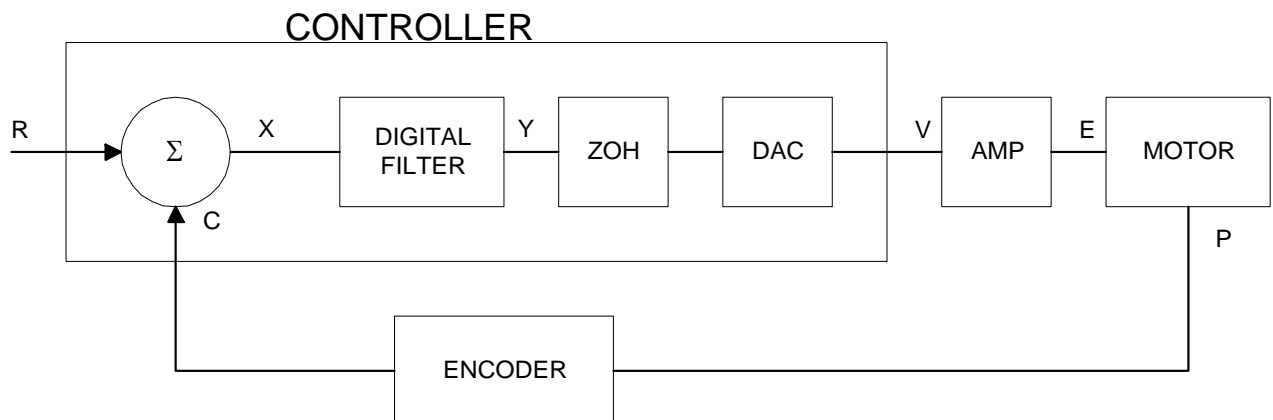 CONTROLLER
R
Σ
X
DIGITAL
FILTER
Y
ZOH
DAC
V
AMP
E
MOTOR
C
P
ENCODER